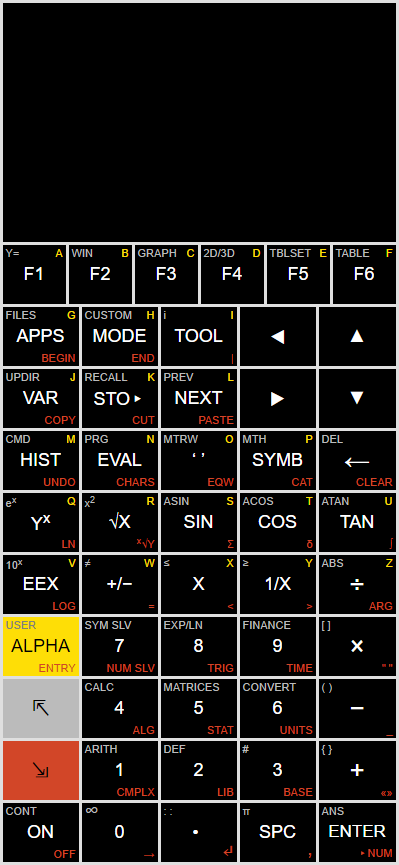 Y= A WIN B GRAPH C 2D/3D D TBLSET E TABLE F
F1 F2 F3 F4 F5 F6
FILES G CUSTOM H i I
APPS MODE TOOL ◀ ▲
BEGIN END |
UPDIR J RECALL K PREV L
VAR STO ▸ NEXT ▶ ▼
COPY CUT PASTE
CMD M PRG N MTRW O MTH P DEL
HIST EVAL ‘ ’ SYMB ←
UNDO CHARS EQW CAT CLEAR
eˣ Q x² R ASIN S ACOS T ATAN U
Yˣ √X SIN COS TAN
LN ˣ√Y Σ δ ∫
10ˣ V ≠ W ≤ X ≥ Y ABS Z
EEX +/− X 1/X ÷
LOG = < > ARG
USER SYM SLV EXP/LN FINANCE [ ]
ALPHA 7 8 9 ×
ENTRY NUM SLV TRIG TIME " "
CALC MATRICES CONVERT ( )
⇱ 4 5 6 −
ALG STAT UNITS _
ARITH DEF # { }
⇲ 1 2 3 +
CMPLX LIB BASE «»
CONT ∞ : : π ANS
ON 0 • SPC ENTER
OFF → ↲ , ▸NUM